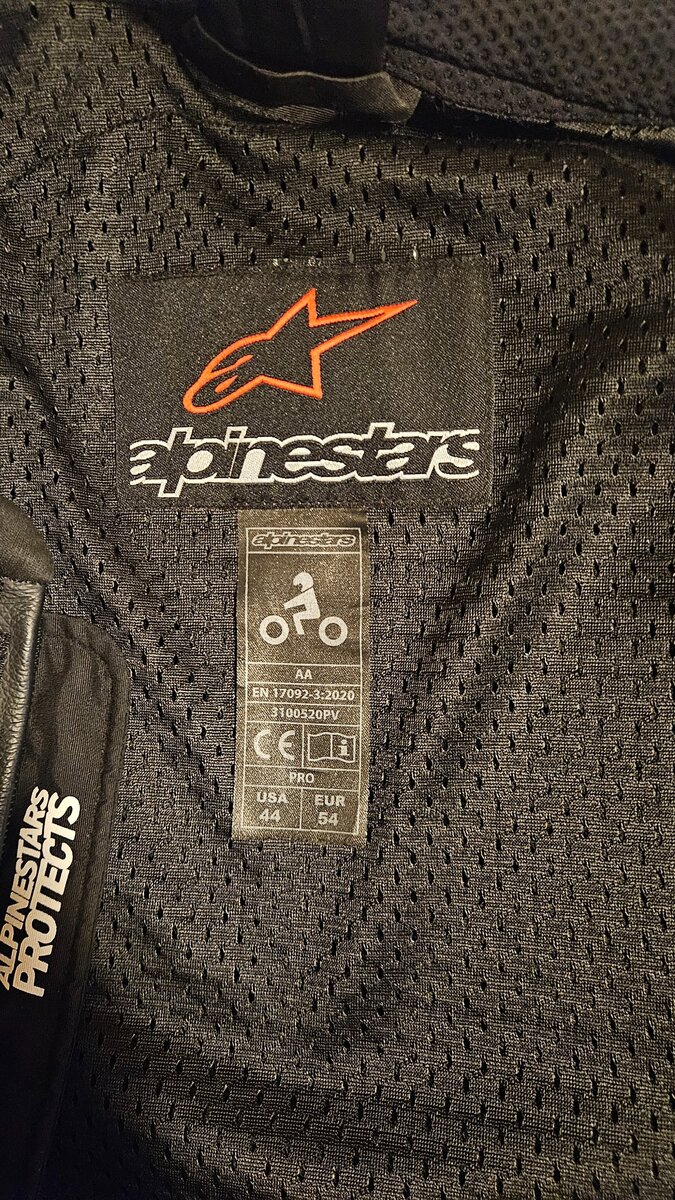 alpinestars
alpinestars
AA
EN 17092-3:2020
3100520PV
CE i
PRO
USA EUR
44 54
ALPINESTARS
PROTECTS